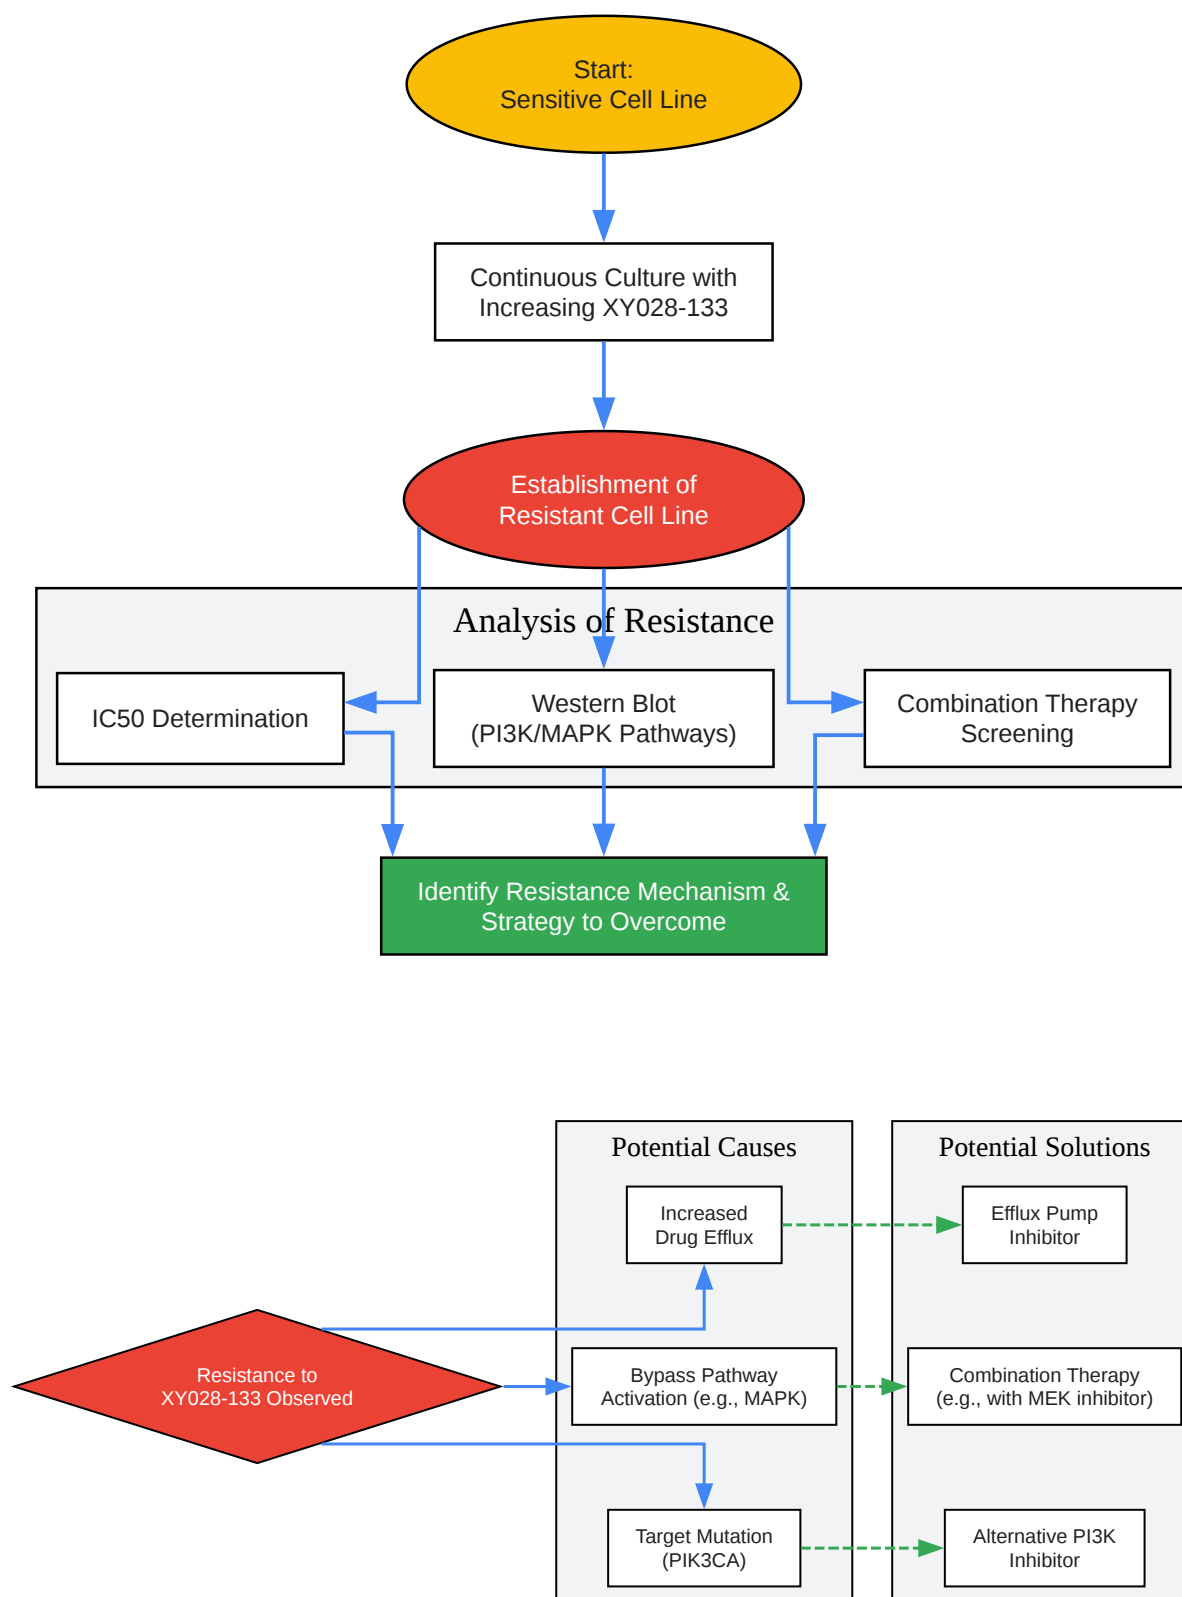 Start:
Sensitive Cell Line
Continuous Culture with
Increasing XY028-133
Establishment of
Resistant Cell Line
Analysis of Resistance
IC50 Determination
Western Blot
(PI3K/MAPK Pathways)
Combination Therapy
Screening
Identify Resistance Mechanism &
Strategy to Overcome
Potential Causes
Potential Solutions
Increased
Drug Efflux
Efflux Pump
Inhibitor
Resistance to
XY028-133 Observed
Bypass Pathway
Activation (e.g., MAPK)
Combination Therapy
(e.g., with MEK inhibitor)
Target Mutation
(PIK3CA)
Alternative PI3K
Inhibitor